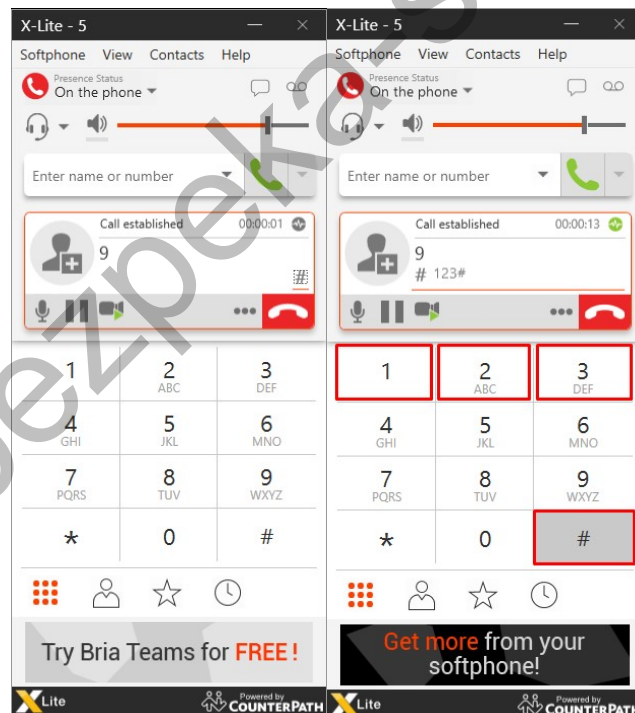 X-Lite - 5
Softphone View Contacts Help
Presence Status
On the phone
Enter name or number
Call established 00:00:01
9
#
1 2 3
ABC DEF
4 5 6
GHI JKL MNO
7 8 9
PQRS TUV WXYZ
* 0 #
Try Bria Teams for FREE !
X Lite
Powered by
COUNTERPATH
X-Lite - 5
Softphone View Contacts Help
Presence Status
On the phone
Enter name or number
Call established 00:00:13
9
# 123#
1 2 3
ABC DEF
4 5 6
GHI JKL MNO
7 8 9
PQRS TUV WXYZ
* 0 #
Get more from your
softphone!
X Lite
Powered by
COUNTERPATH
bezpeka-s